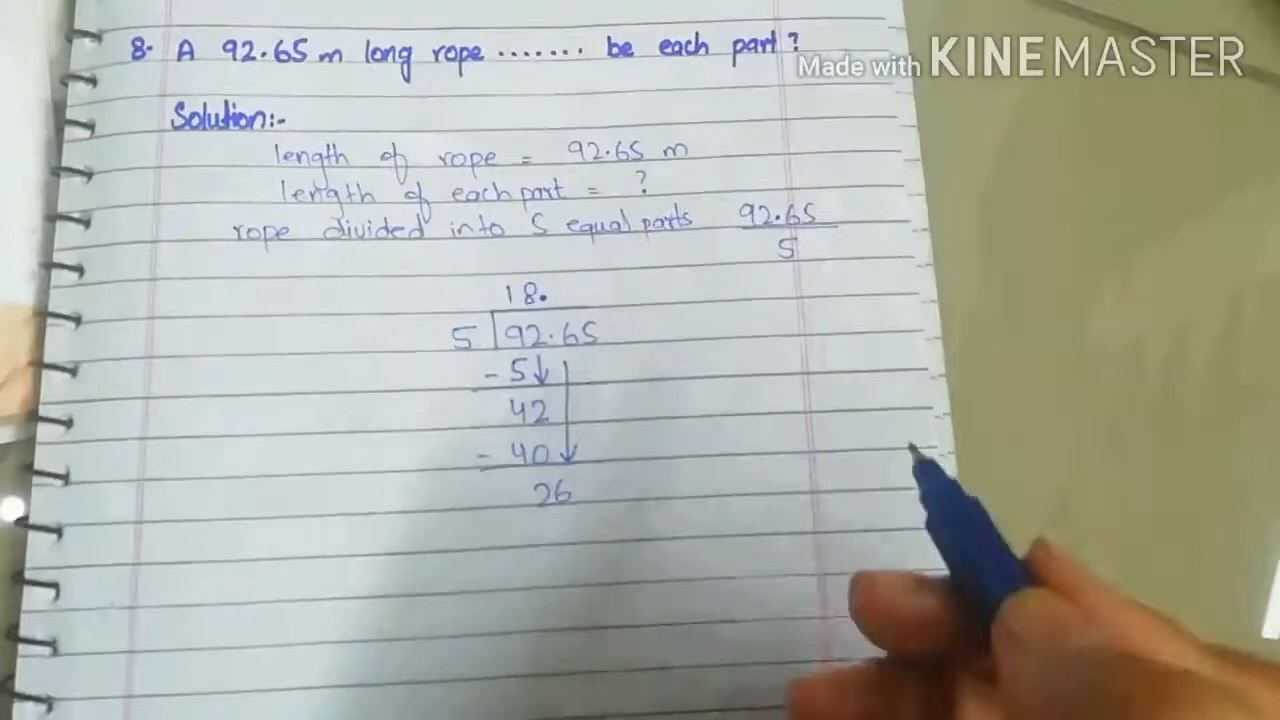 8. A 92.65 m long rope ....... be each part?
Made with KINEMASTER
Solution:-
length of rope = 92.65 m
length of each part = ?
rope divided into 5 equal parts 92.65
5
18.
5 92.65
- 5↓
42
- 40↓
26